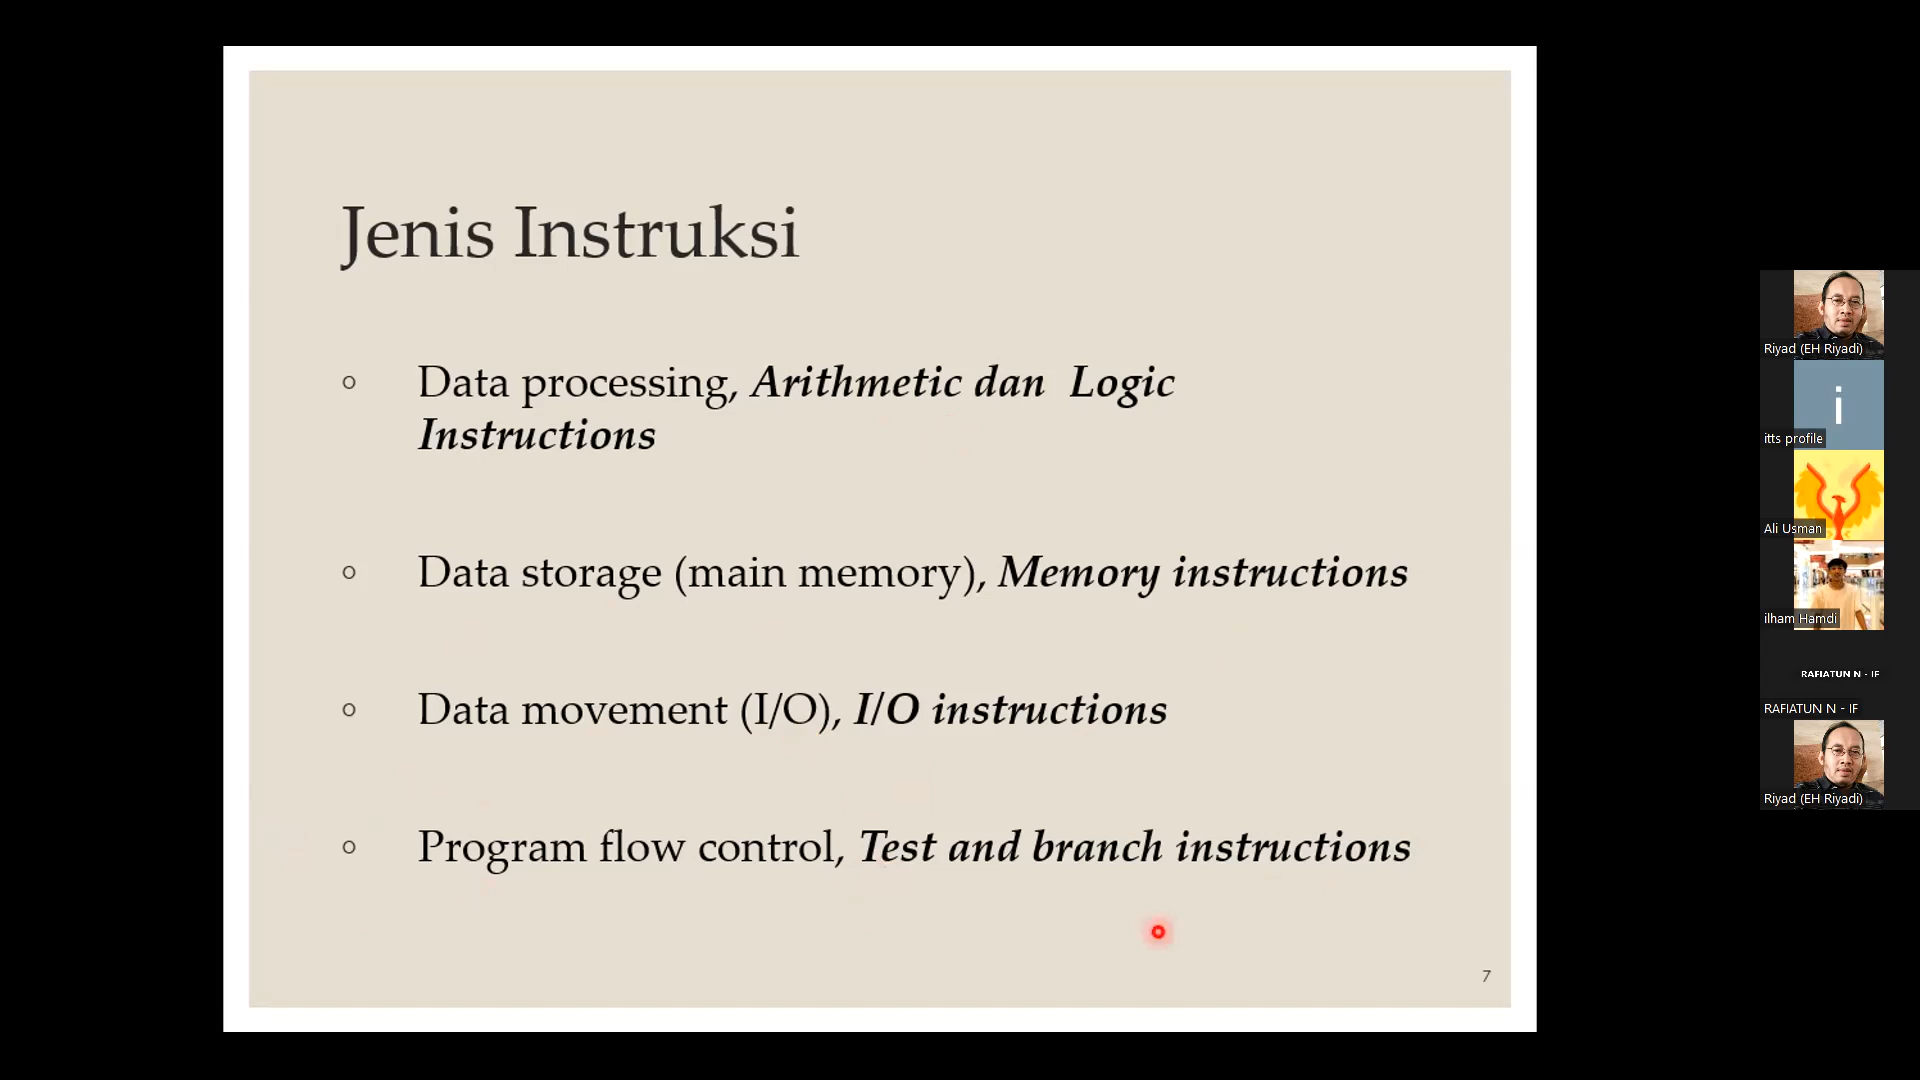 Jenis Instruksi
Data processing, Arithmetic dan Logic
Instructions
Data storage (main memory), Memory instructions
Data movement (I/O), I/O instructions
Program flow control, Test and branch instructions
7
Riyad (EH Riyadi)
i
itts profile
Ali Usman
ilham Hamdi
RAFIATUN N - IF
RAFIATUN N - IF
Riyad (EH Riyadi)